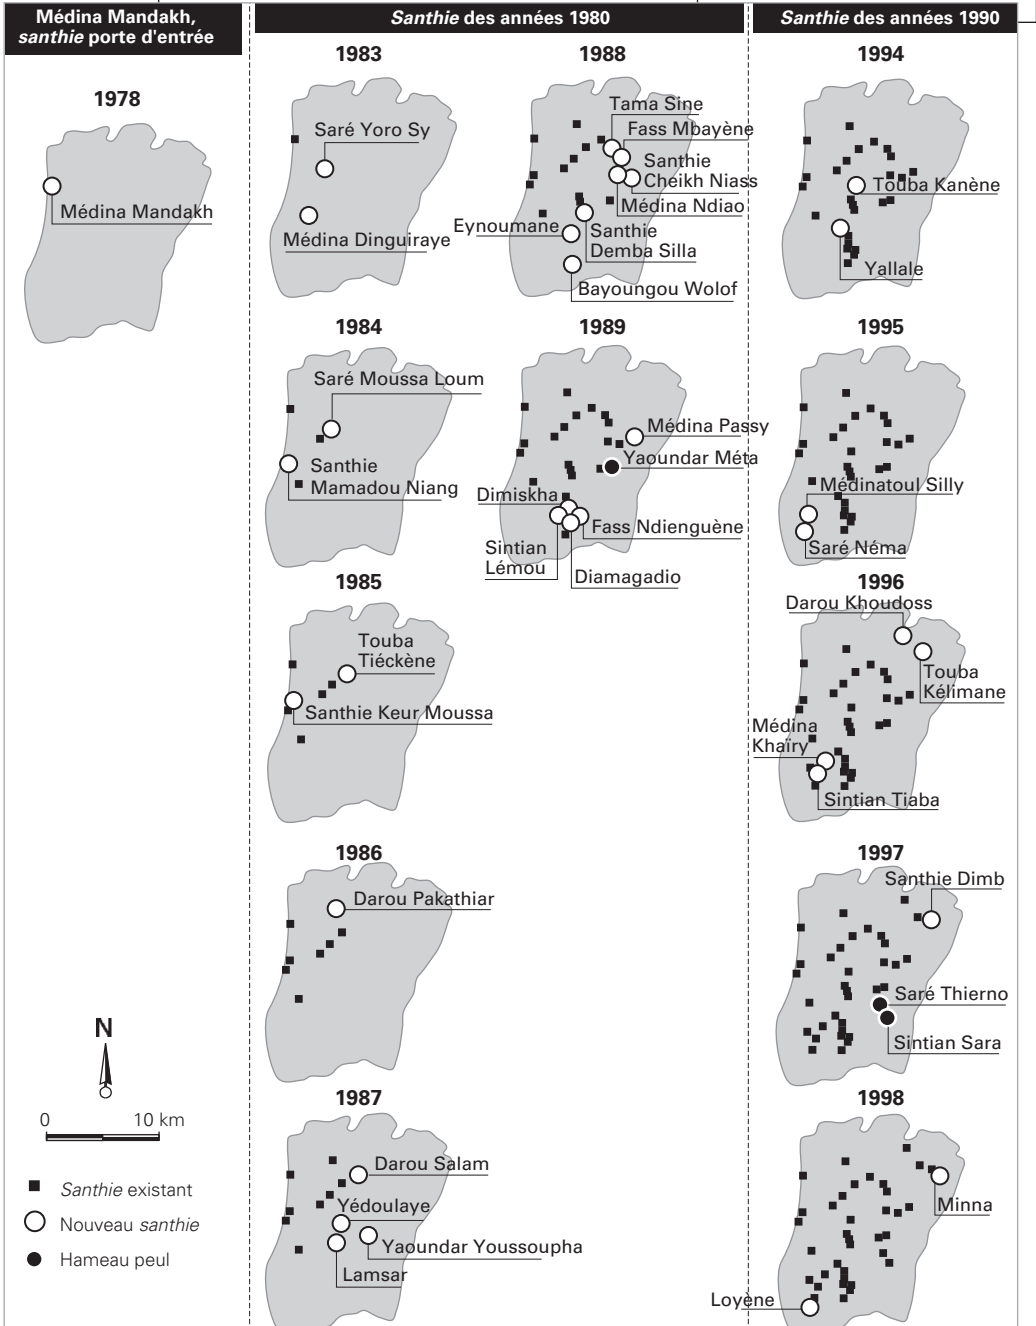 Médina Mandakh,
santhie porte d'entrée
Santhie des années 1980
Santhie des années 1990
1978
Médina Mandakh
1983
Saré Yoro Sy
Médina Dinguiraye
1988
Tama Sine
Fass Mbayène
Santhie
Cheikh Niass
Médina Ndiao
Eynoumane
Santhie
Demba Silla
Bayoungou Wolof
1994
Touba Kanène
Yallale
1984
Saré Moussa Loum
Santhie
Mamadou Niang
1989
Médina Passy
Yaoundar Méta
Dimiskha
Fass Ndienguène
Sintian
Lémou
Diamagadio
1995
Médinatoul Silly
Saré Néma
1985
Touba
Tiéckène
Santhie Keur Moussa
1996
Darou Khoudoss
Touba
Kélimane
Médina
Khaïry
Sintian Tiaba
1986
Darou Pakathiar
1997
Santhie Dimb
Saré Thierno
Sintian Sara
1987
Darou Salam
Yédoulaye
Yaoundar Youssoupha
Lamsar
1998
Minna
Loyène
N
0 10 km
Santhie existant
Nouveau santhie
Hameau peul